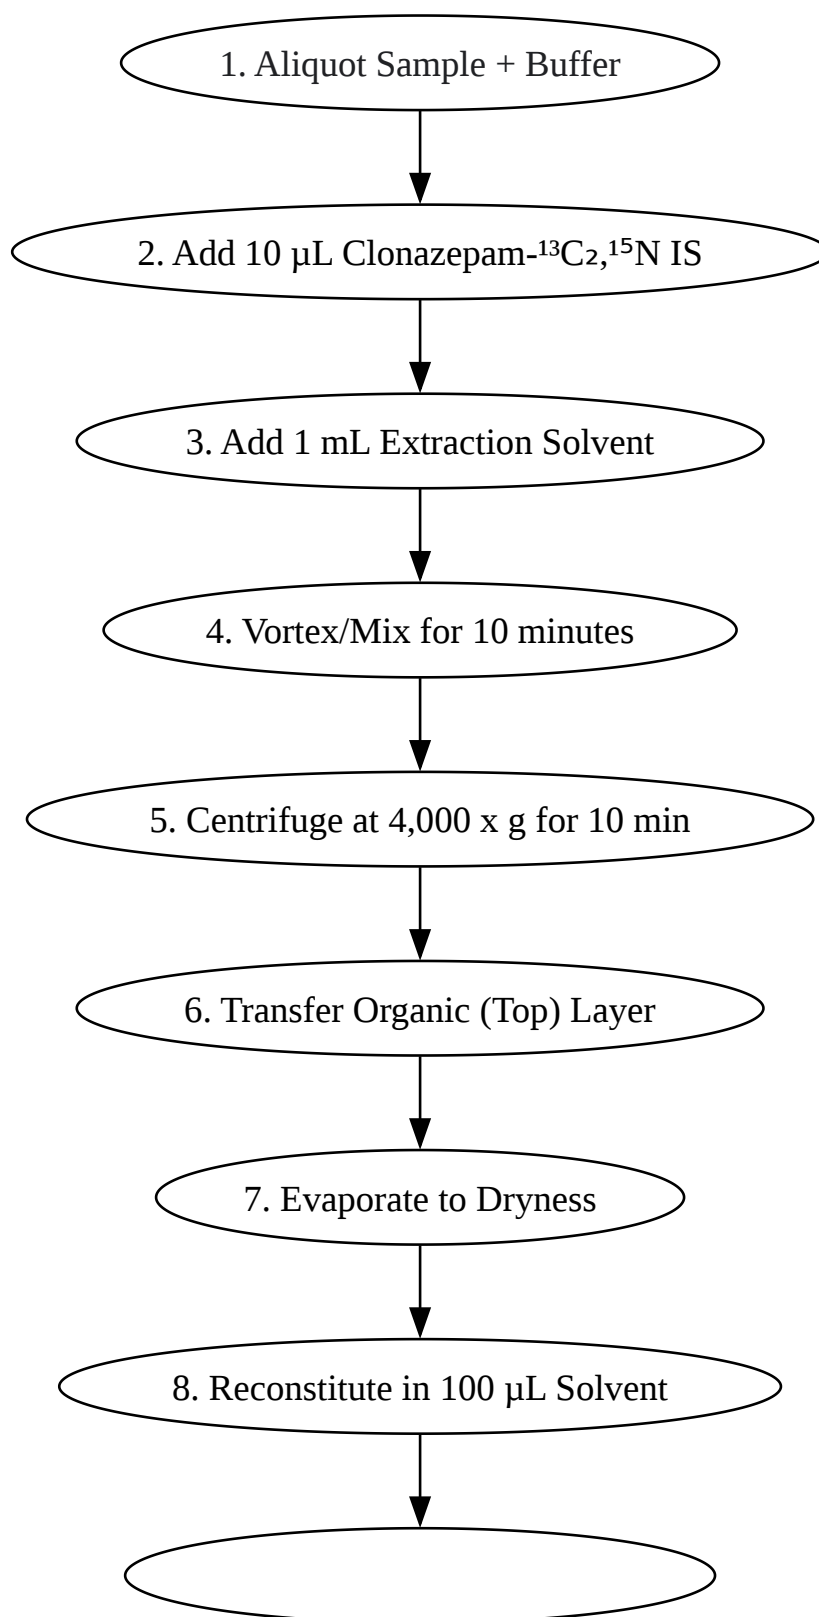 1. Aliquot Sample + Buffer
2. Add 10 µL Clonazepam-¹³C₂,¹⁵N IS
3. Add 1 mL Extraction Solvent
4. Vortex/Mix for 10 minutes
5. Centrifuge at 4,000 x g for 10 min
6. Transfer Organic (Top) Layer
7. Evaporate to Dryness
8. Reconstitute in 100 µL Solvent